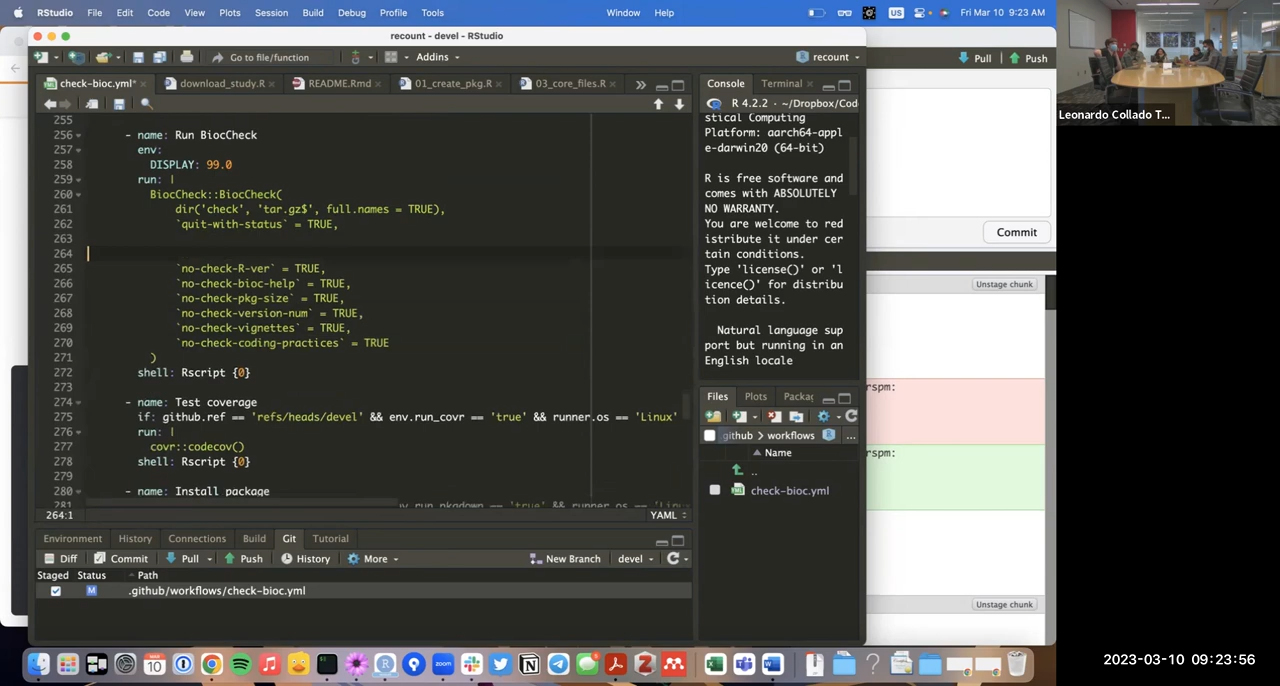 RStudio File Edit Code View Plots Session Build Debug Profile Tools Window Help US Fri Mar 10 9:23 AM
recount - devel - RStudio
Go to file/function Addins recount
Pull Push
check-bioc.yml* download_study.R README.Rmd 01_create_pkg.R 03_core_files.R
255
256 - name: Run BiocCheck
257 env:
258 DISPLAY: 99.0
259 run: |
260 BiocCheck::BiocCheck(
261 dir('check', 'tar.gz$', full.names = TRUE),
262 `quit-with-status` = TRUE,
263
264
265 `no-check-R-ver` = TRUE,
266 `no-check-bioc-help` = TRUE,
267 `no-check-pkg-size` = TRUE,
268 `no-check-version-num` = TRUE,
269 `no-check-vignettes` = TRUE,
270 `no-check-coding-practices` = TRUE
271 )
272 shell: Rscript {0}
273
274 - name: Test coverage
275 if: github.ref == 'refs/heads/devel' && env.run_covr == 'true' && runner.os == 'Linux'
276 run: |
277 covr::codecov()
278 shell: Rscript {0}
279
280 - name: Install package
281
264:1 YAML
Environment History Connections Build Git Tutorial
Diff Commit Pull Push History More New Branch devel
Staged Status Path
M .github/workflows/check-bioc.yml
Console Terminal
R 4.2.2 · ~/Dropbox/Cod
stical Computing
Platform: aarch64-appl
e-darwin20 (64-bit)
R is free software and
comes with ABSOLUTELY
NO WARRANTY.
You are welcome to red
istribute it under cer
tain conditions.
Type 'license()' or 'l
icence()' for distribu
tion details.
Natural language sup
port but running in an
English locale
Files Plots Packag
github workflows ...
Name
..
check-bioc.yml
Commit
Unstage chunk
rspm:
rspm:
Unstage chunk
Leonardo Collado T...
10
2023-03-10 09:23:56